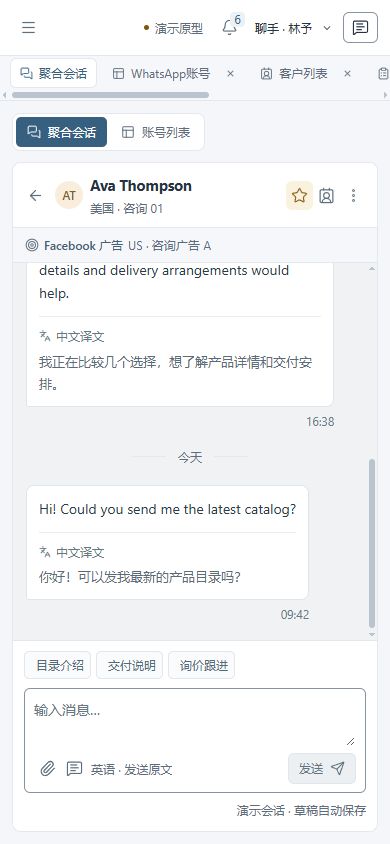 演示原型
6
聊手 · 林予
聚合会话
WhatsApp账号
客户列表
聚合会话
账号列表
AT
Ava Thompson
美国 · 咨询 01
Facebook 广告 US · 咨询广告 A
details and delivery arrangements would
help.
中文译文
我正在比较几个选择，想了解产品详情和交付安
排。
16:38
今天
Hi! Could you send me the latest catalog?
中文译文
你好！可以发我最新的产品目录吗？
09:42
目录介绍
交付说明
询价跟进
输入消息...
英语 · 发送原文
发送
演示会话 · 草稿自动保存